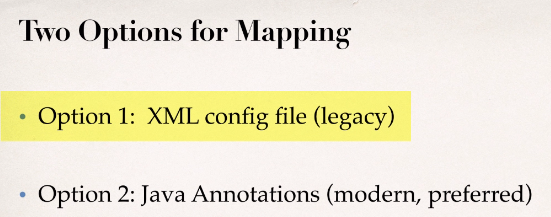 Two Options for Mapping
• Option 1: XML config file (legacy)
• Option 2: Java Annotations (modern, preferred)